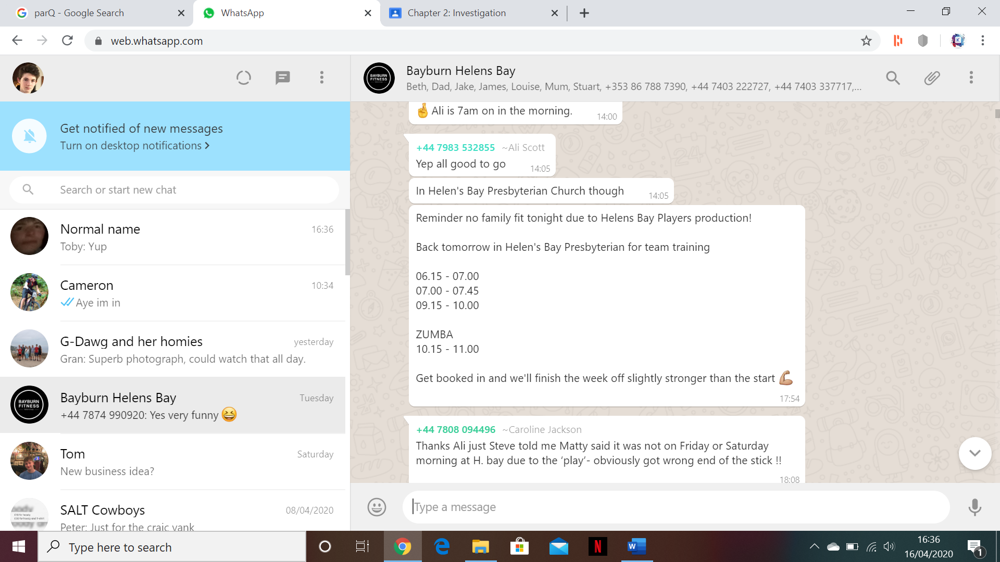 parQ - Google Search
WhatsApp
Chapter 2: Investigation
web.whatsapp.com
Bayburn Helens Bay
Beth, Dad, Jake, James, Louise, Mum, Stuart, +353 86 788 7390, +44 7403 222727, +44 7403 337717,...
BAYBURN
FITNESS
Get notified of new messages
Turn on desktop notifications >
Search or start new chat
Normal name
16:36
Toby: Yup
Cameron
10:34
Aye im in
G-Dawg and her homies
yesterday
Gran: Superb photograph, could watch that all day.
BAYBURN
FITNESS
Bayburn Helens Bay
Tuesday
+44 7874 990920: Yes very funny 😆
Tom
Saturday
New business idea?
SALT Cowboys
08/04/2020
Peter: Just for the craic yank
🤞Ali is 7am on in the morning.
14:00
+44 7983 532855 ~Ali Scott
Yep all good to go
14:05
In Helen's Bay Presbyterian Church though
14:05
Reminder no family fit tonight due to Helens Bay Players production!
Back tomorrow in Helen's Bay Presbyterian for team training
06.15 - 07.00
07.00 - 07.45
09.15 - 10.00
ZUMBA
10.15 - 11.00
Get booked in and we'll finish the week off slightly stronger than the start 💪🏼
17:54
+44 7808 094496 ~Caroline Jackson
Thanks Ali just Steve told me Matty said it was not on Friday or Saturday
morning at H. bay due to the ‘play’- obviously got wrong end of the stick !!
18:08
Type a message
Type here to search
16:36
16/04/2020
1